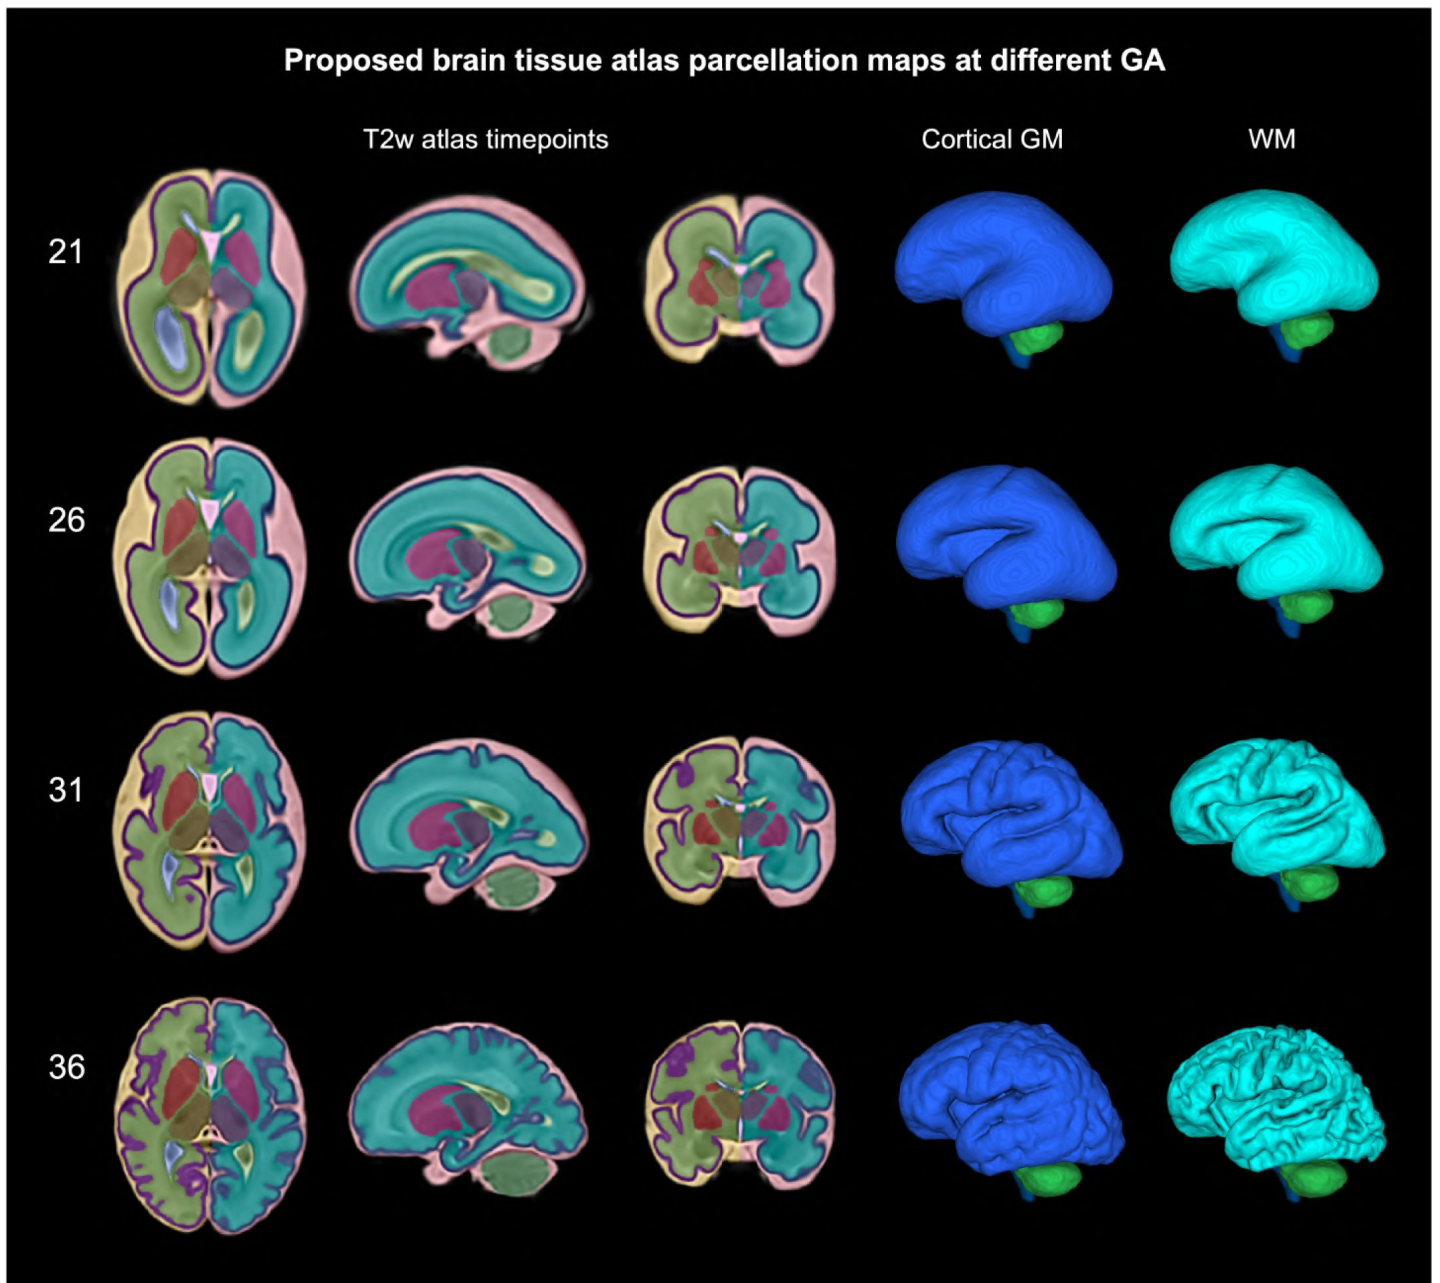 Proposed brain tissue atlas parcellation maps at different GA
T2w atlas timepoints Cortical GM WM
21
26
31
36